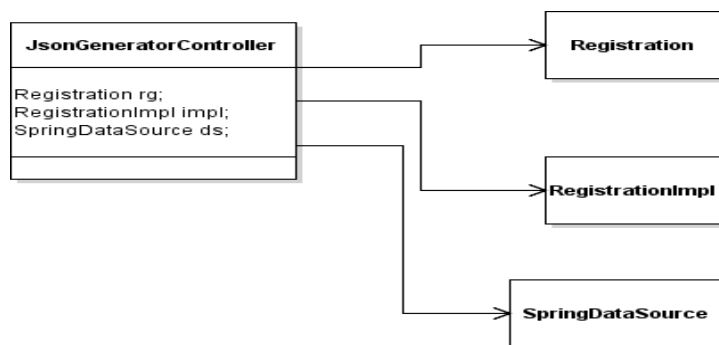 JsonGeneratorController
Registration rg;
RegistrationImpl impl;
SpringDataSource ds;
Registration
RegistrationImpl
SpringDataSource